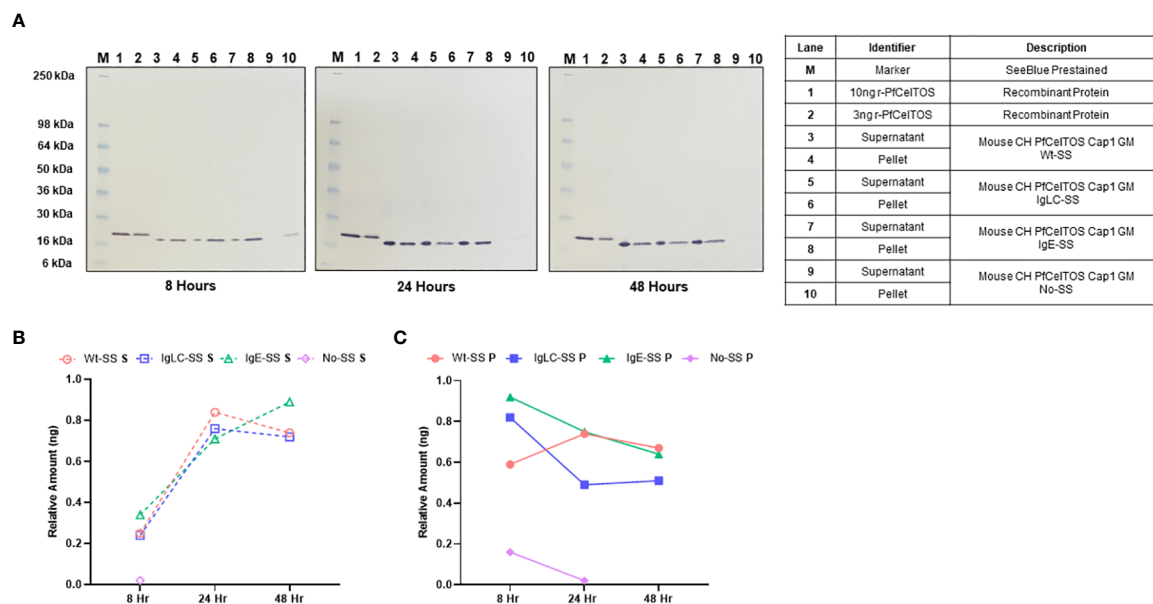 A
M 1 2 3 4 5 6 7 8 9 10
M 1 2 3 4 5 6 7 8 9 10
M 1 2 3 4 5 6 7 8 9 10
250 kDa
98 kDa
64 kDa
50 kDa
36 kDa
30 kDa
16 kDa
6 kDa
8 Hours
24 Hours
48 Hours
Lane Identifier Description
M Marker SeeBlue Prestained
1 10ng r-PfCelTOS Recombinant Protein
2 3ng r-PfCelTOS Recombinant Protein
3 Supernatant
Mouse CH PfCelTOS Cap1 GM
Wt-SS
4 Pellet
5 Supernatant
Mouse CH PfCelTOS Cap1 GM
IgLC-SS
6 Pellet
7 Supernatant
Mouse CH PfCelTOS Cap1 GM
IgE-SS
8 Pellet
9 Supernatant
Mouse CH PfCelTOS Cap1 GM
No-SS
10 Pellet
B
Wt-SS S IgLC-SS S IgE-SS S No-SS S
Relative Amount (ng)
1.0
0.8
0.6
0.4
0.2
0.0
8 Hr 24 Hr 48 Hr
C
Wt-SS P IgLC-SS P IgE-SS P No-SS P
Relative Amount (ng)
1.0
0.8
0.6
0.4
0.2
0.0
8 Hr 24 Hr 48 Hr